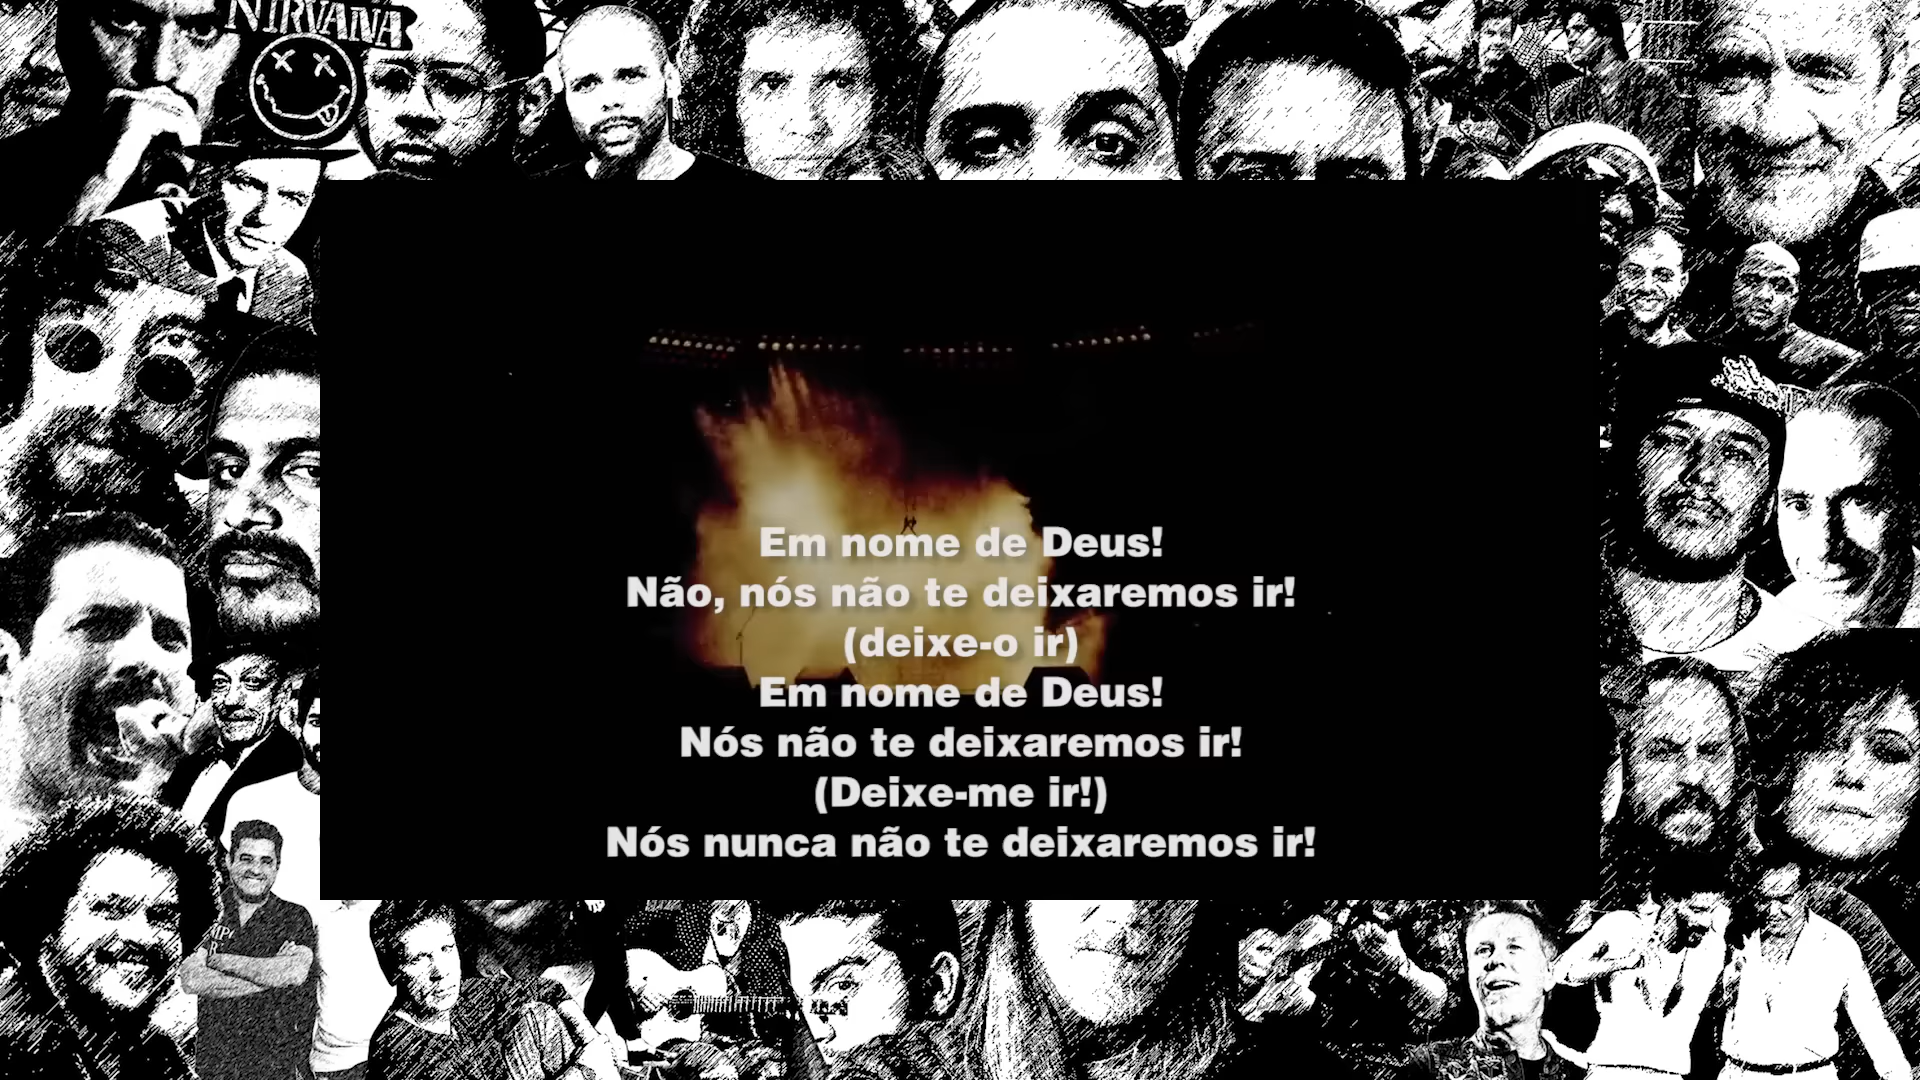 NIRVANA
Em nome de Deus!
Não, nós não te deixaremos ir!
(deixe-o ir)
Em nome de Deus!
Nós não te deixaremos ir!
(Deixe-me ir!)
Nós nunca não te deixaremos ir!